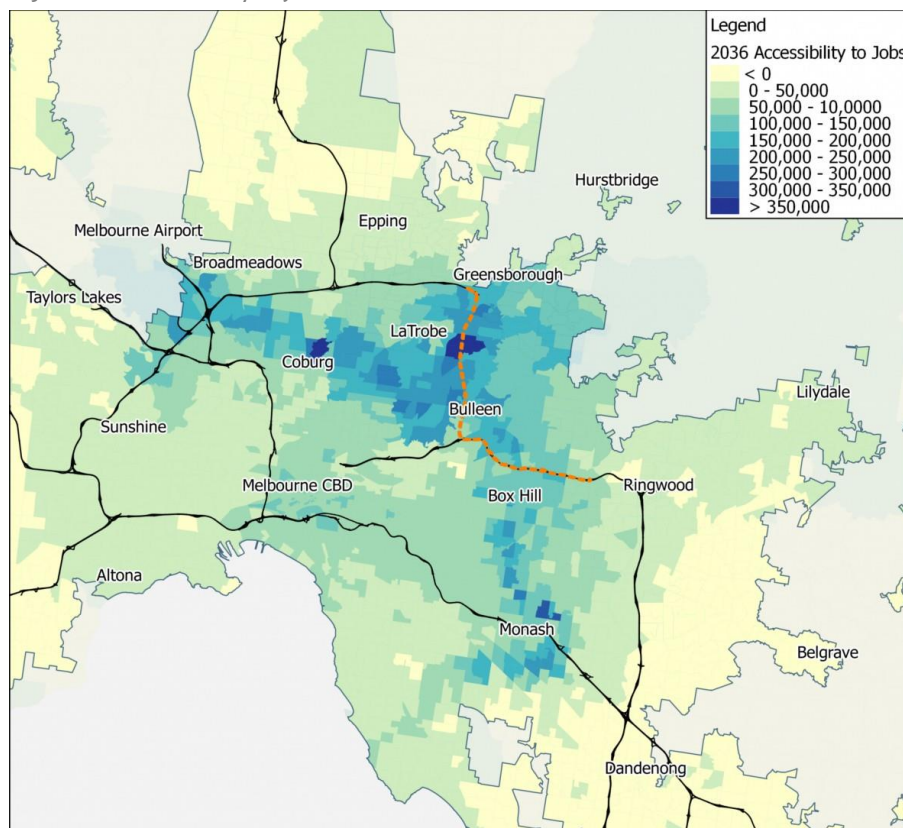 Legend
2036 Accessibility to Jobs
< 0
0 - 50,000
50,000 - 10,0000
100,000 - 150,000
150,000 - 200,000
200,000 - 250,000
250,000 - 300,000
300,000 - 350,000
> 350,000
Hurstbridge
Epping
Melbourne Airport
Broadmeadows
Greensborough
Taylors Lakes
LaTrobe
Coburg
Lilydale
Bulleen
Sunshine
Melbourne CBD
Ringwood
Box Hill
Altona
Monash
Belgrave
Dandenong